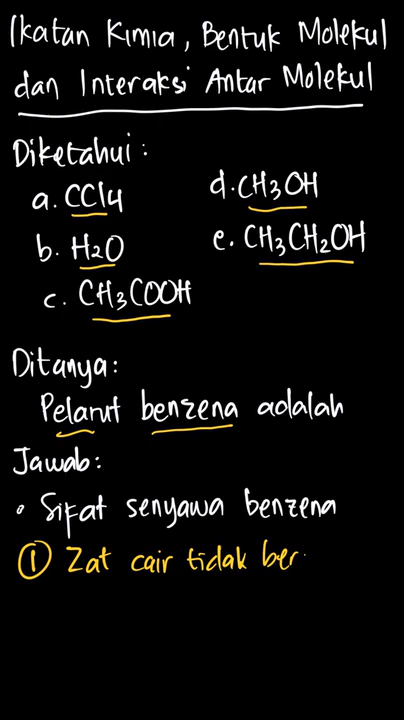 Ikatan Kimia, Bentuk Molekul
dan Interaksi Antar Molekul
Diketahui:
a. CCl4
d. CH3OH
b. H2O
e. CH3CH2OH
c. CH3COOH
Ditanya:
Pelarut benzena adalah
Jawab:
• Sifat senyawa benzena
① Zat cair tidak ber